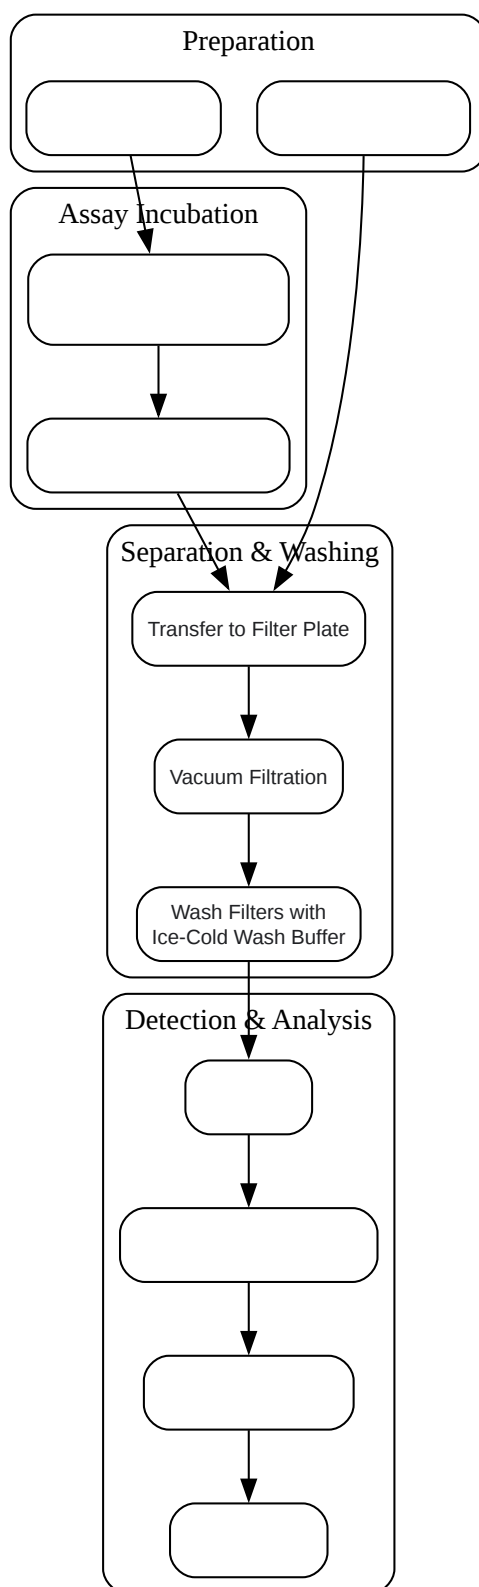 Preparation
Assay Incubation
Separation & Washing
Transfer to Filter Plate
Vacuum Filtration
Wash Filters with
Ice-Cold Wash Buffer
Detection & Analysis